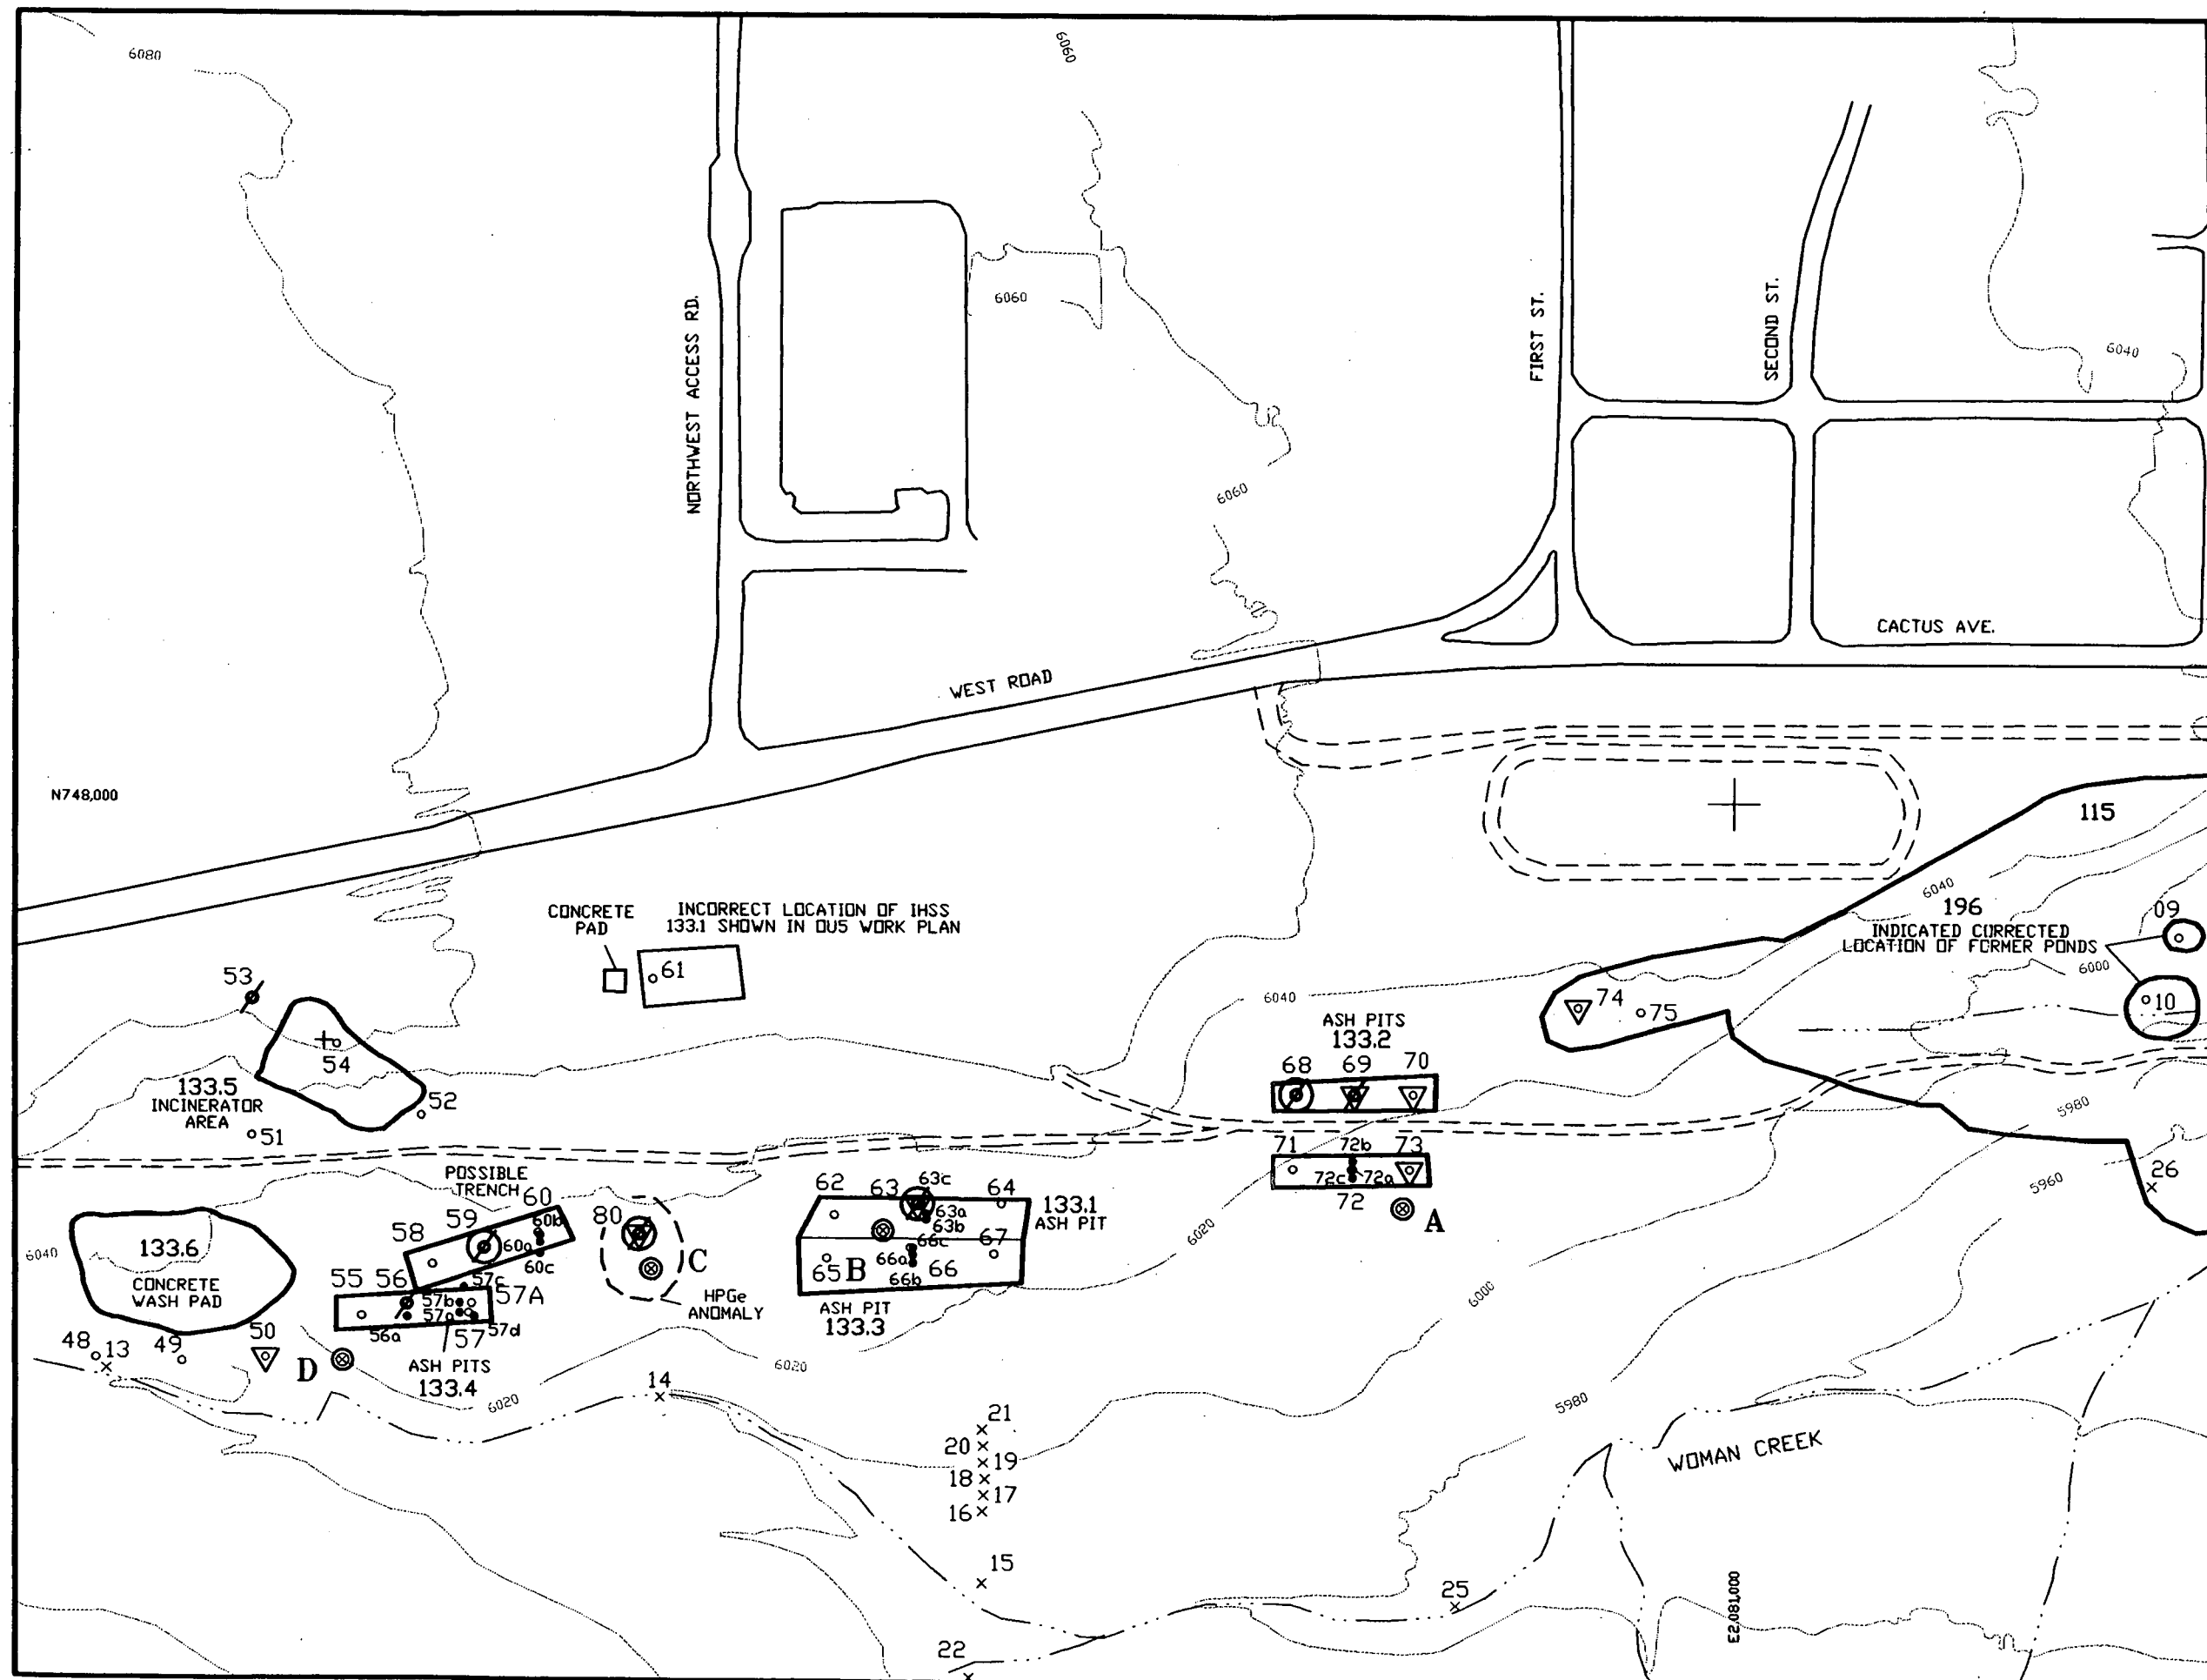 6080
6060
6060
6060
6040
NORTHWEST ACCESS RD.
FIRST ST.
SECOND ST.
CACTUS AVE.
WEST ROAD
N748,000
115
6040
196
INDICATED CORRECTED
LOCATION OF FORMER PONDS
09
6000
10
CONCRETE
PAD
INCORRECT LOCATION OF IHSS
133.1 SHOWN IN OU5 WORK PLAN
61
53
54
52
133.5
INCINERATOR
AREA
51
6040
74
75
ASH PITS
133.2
68
69
70
71
72b
73
72c
72a
72
A
5980
26
5960
POSSIBLE
TRENCH
60
59
58
60b
60a
60c
80
C
HPGe
ANOMALY
62
63
63c
64
63a
63b
133.1
ASH PIT
67
66c
66a
66
66b
65
B
ASH PIT
133.3
6020
6000
6040
133.6
CONCRETE
WASH PAD
55
56
57c
57A
57b
57a
57
57d
56a
ASH PITS
133.4
48
13
49
50
D
6020
6020
14
5980
WOMAN CREEK
21
20
19
18
17
16
15
25
22
E2,081,000